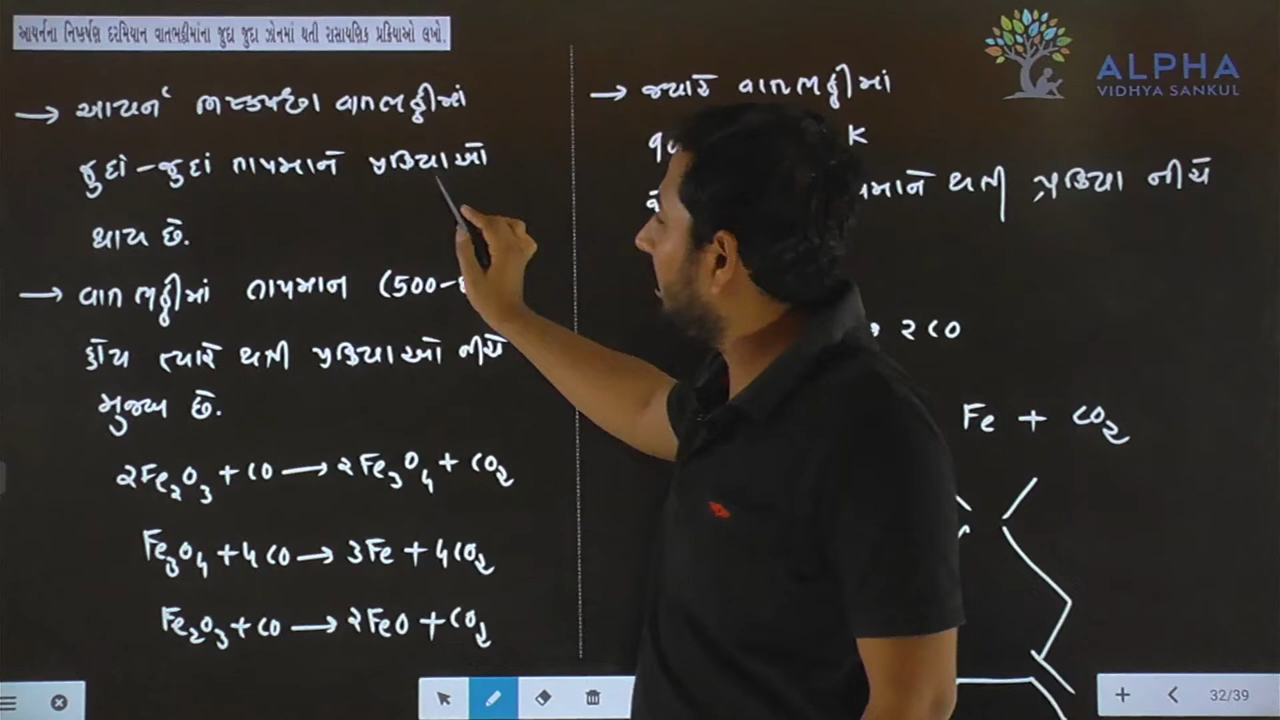 આયર્નના નિષ્કર્ષણ દરમિયાન વાતભઠ્ઠીમાંના જુદા જુદા ઝોનમાં થતી રાસાયણિક પ્રક્રિયાઓ લખો.
ALPHA
VIDHYA SANKUL
→ આયર્ન વાતભઠ્ઠીમાં
જુદાં-જુદાં તાપમાને પ્રક્રિયાઓ
થાય છે.
→ વાતભઠ્ઠીમાં તાપમાન (500-
હોય ત્યારે થતી પ્રક્રિયાઓ નીચે
મુજબ છે.
2Fe₂O₃ + CO → 2Fe₃O₄ + CO₂
Fe₃O₄ + 4CO → 3Fe + 4CO₂
Fe₂O₃ + CO → 2FeO + CO₂
→ જ્યારે વાતભઠ્ઠીમાં
K
થતી પ્રક્રિયા નીચે
2CO
Fe + CO₂
32/39